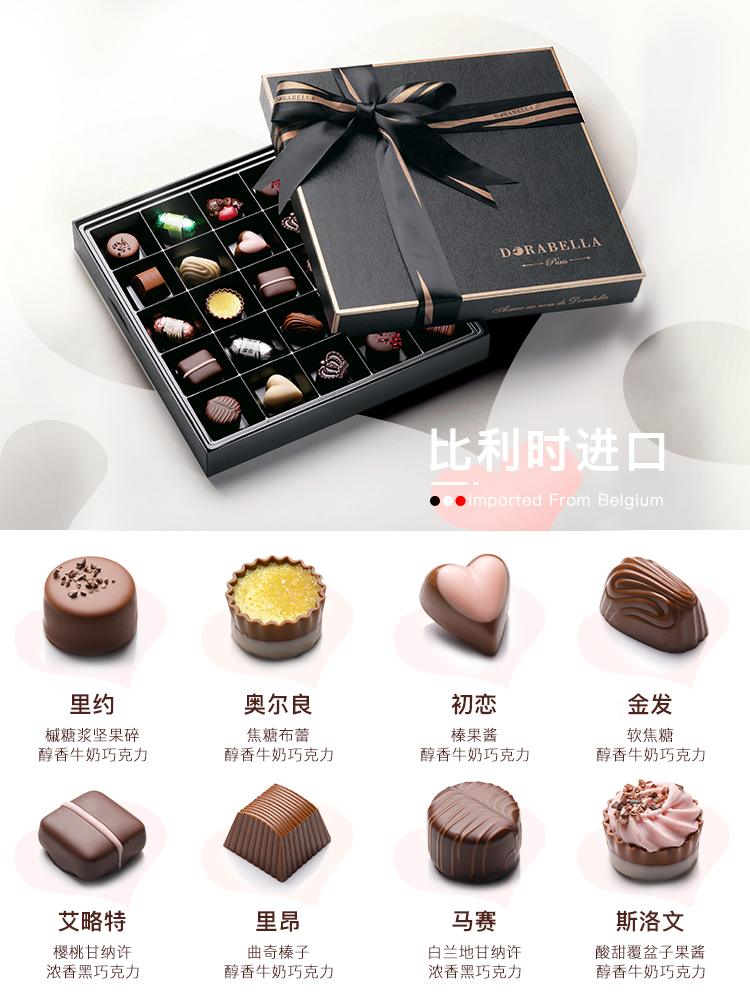 DORABELLA
DORABELLA
DORABELLA
Paris
Aimer au nom de Dorabella
比利时进口
Imported From Belgium
里约
槭糖浆坚果碎
醇香牛奶巧克力
奥尔良
焦糖布蕾
醇香牛奶巧克力
初恋
榛果酱
醇香牛奶巧克力
金发
软焦糖
醇香牛奶巧克力
艾略特
樱桃甘纳许
浓香黑巧克力
里昂
曲奇榛子
醇香牛奶巧克力
马赛
白兰地甘纳许
浓香黑巧克力
斯洛文
酸甜覆盆子果酱
醇香牛奶巧克力